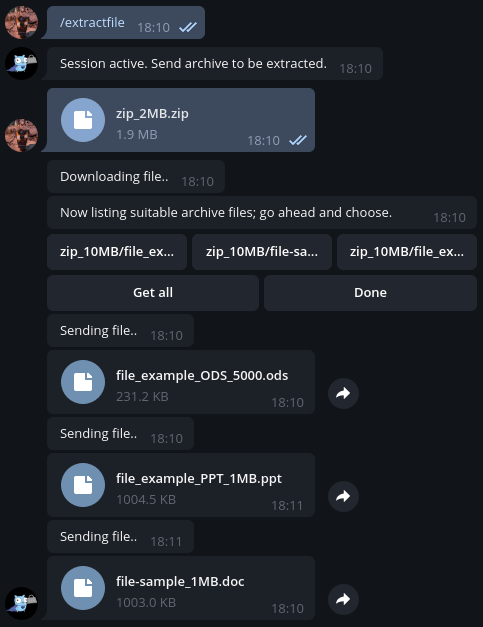 /extractfile 18:10
Session active. Send archive to be extracted. 18:10
zip_2MB.zip
1.9 MB 18:10
Downloading file.. 18:10
Now listing suitable archive files; go ahead and choose. 18:10
zip_10MB/file_ex... zip_10MB/file-sa... zip_10MB/file_ex...
Get all Done
Sending file.. 18:10
file_example_ODS_5000.ods
231.2 KB 18:10
Sending file.. 18:10
file_example_PPT_1MB.ppt
1004.5 KB 18:11
Sending file.. 18:11
file-sample_1MB.doc
1003.0 KB 18:10